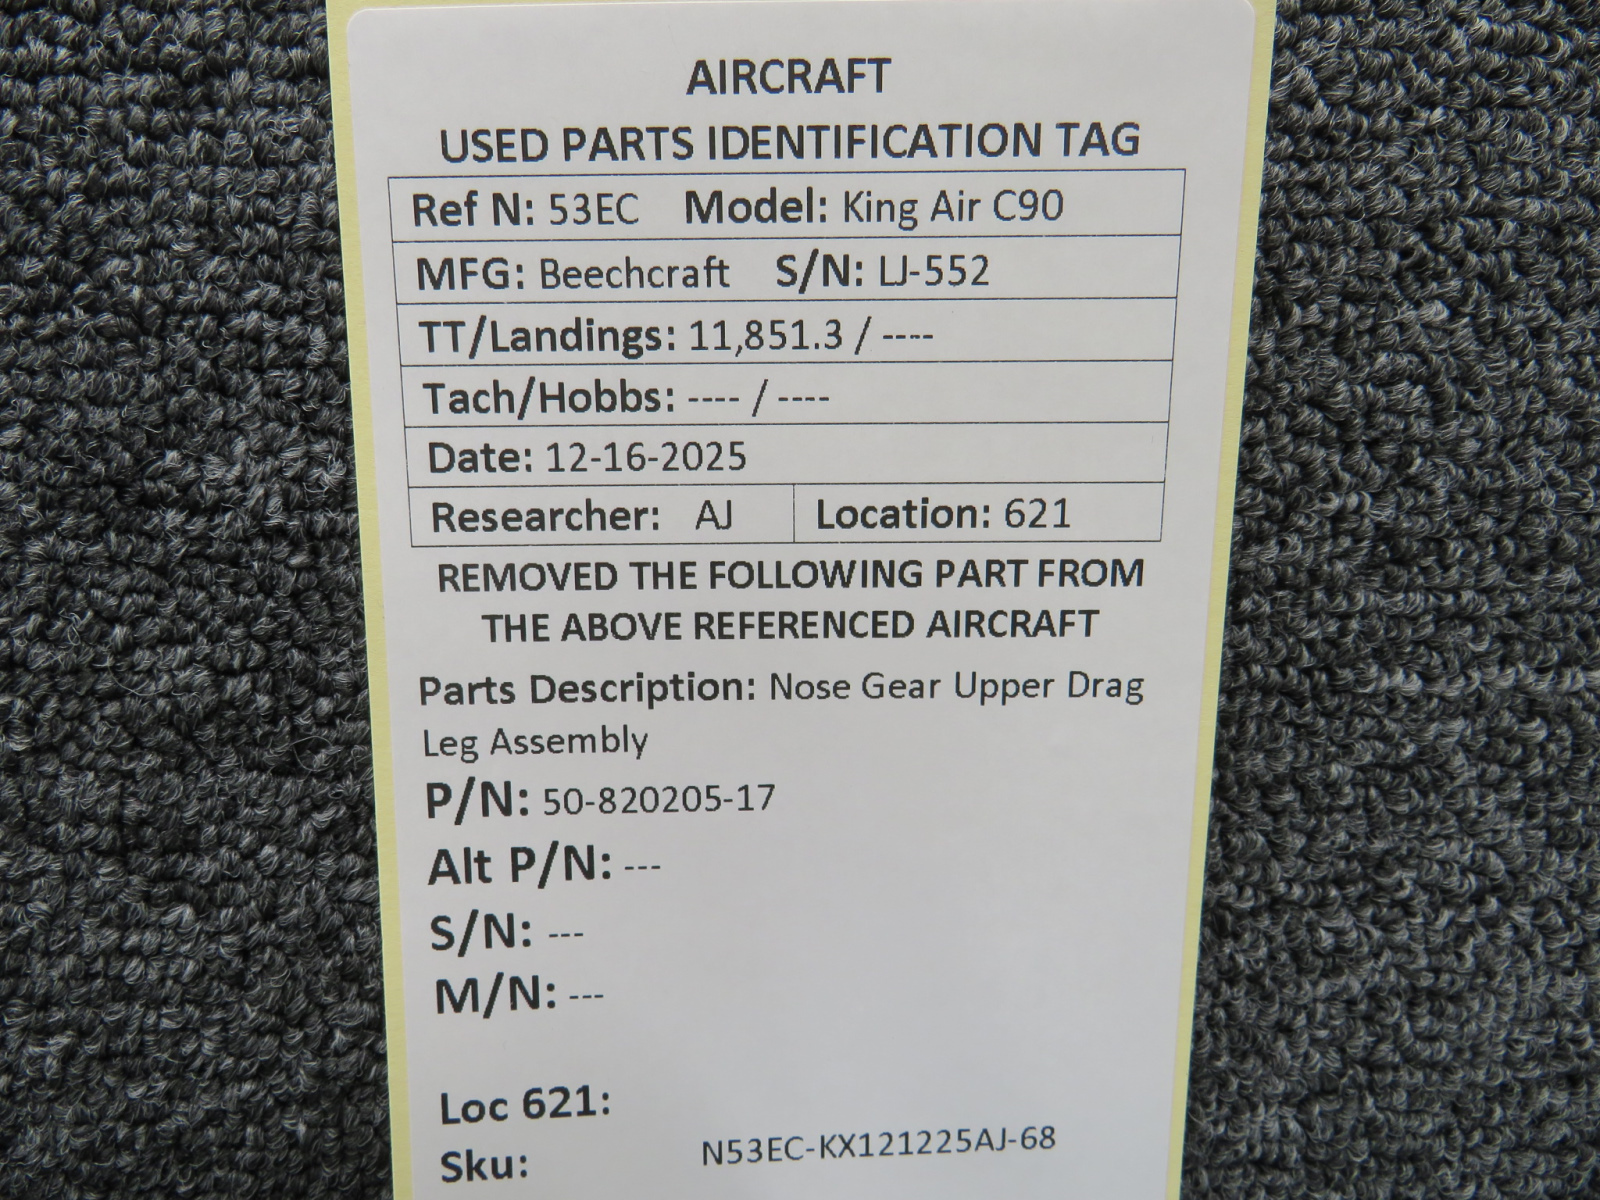 AIRCRAFT
USED PARTS IDENTIFICATION TAG
Ref N: 53EC Model: King Air C90
MFG: Beechcraft S/N: LJ-552
TT/Landings: 11,851.3 / ----
Tach/Hobbs: ---- / ----
Date: 12-16-2025
Researcher: AJ Location: 621
REMOVED THE FOLLOWING PART FROM
THE ABOVE REFERENCED AIRCRAFT
Parts Description: Nose Gear Upper Drag
Leg Assembly
P/N: 50-820205-17
Alt P/N: ---
S/N: ---
M/N: ---
Loc 621:
Sku: N53EC-KX121225AJ-68